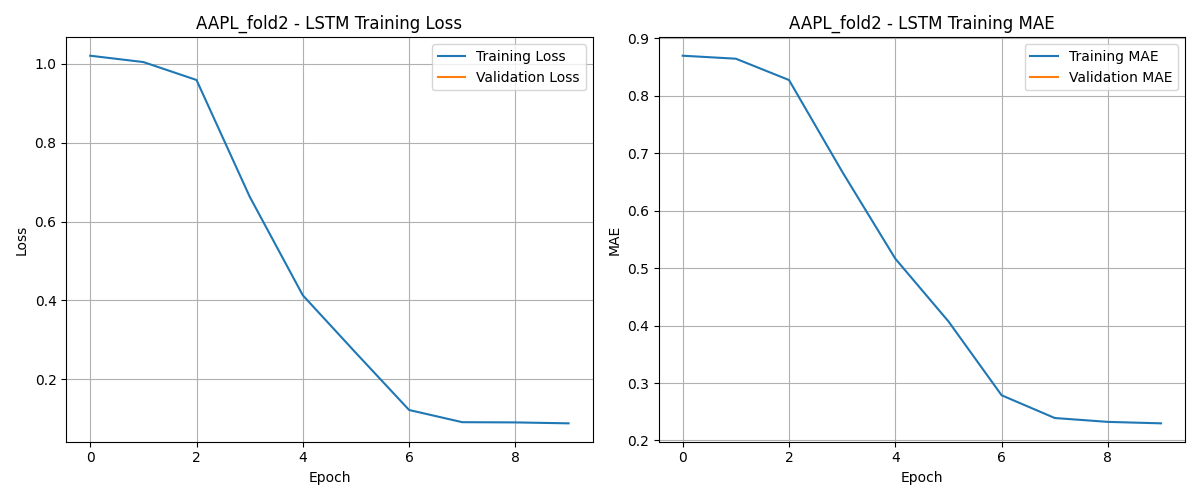 AAPL_fold2 - LSTM Training Loss
Training Loss
Validation Loss
1.0
0.8
0.6
0.4
0.2
Loss
0 2 4 6 8
Epoch
AAPL_fold2 - LSTM Training MAE
Training MAE
Validation MAE
0.9
0.8
0.7
0.6
0.5
0.4
0.3
0.2
MAE
0 2 4 6 8
Epoch